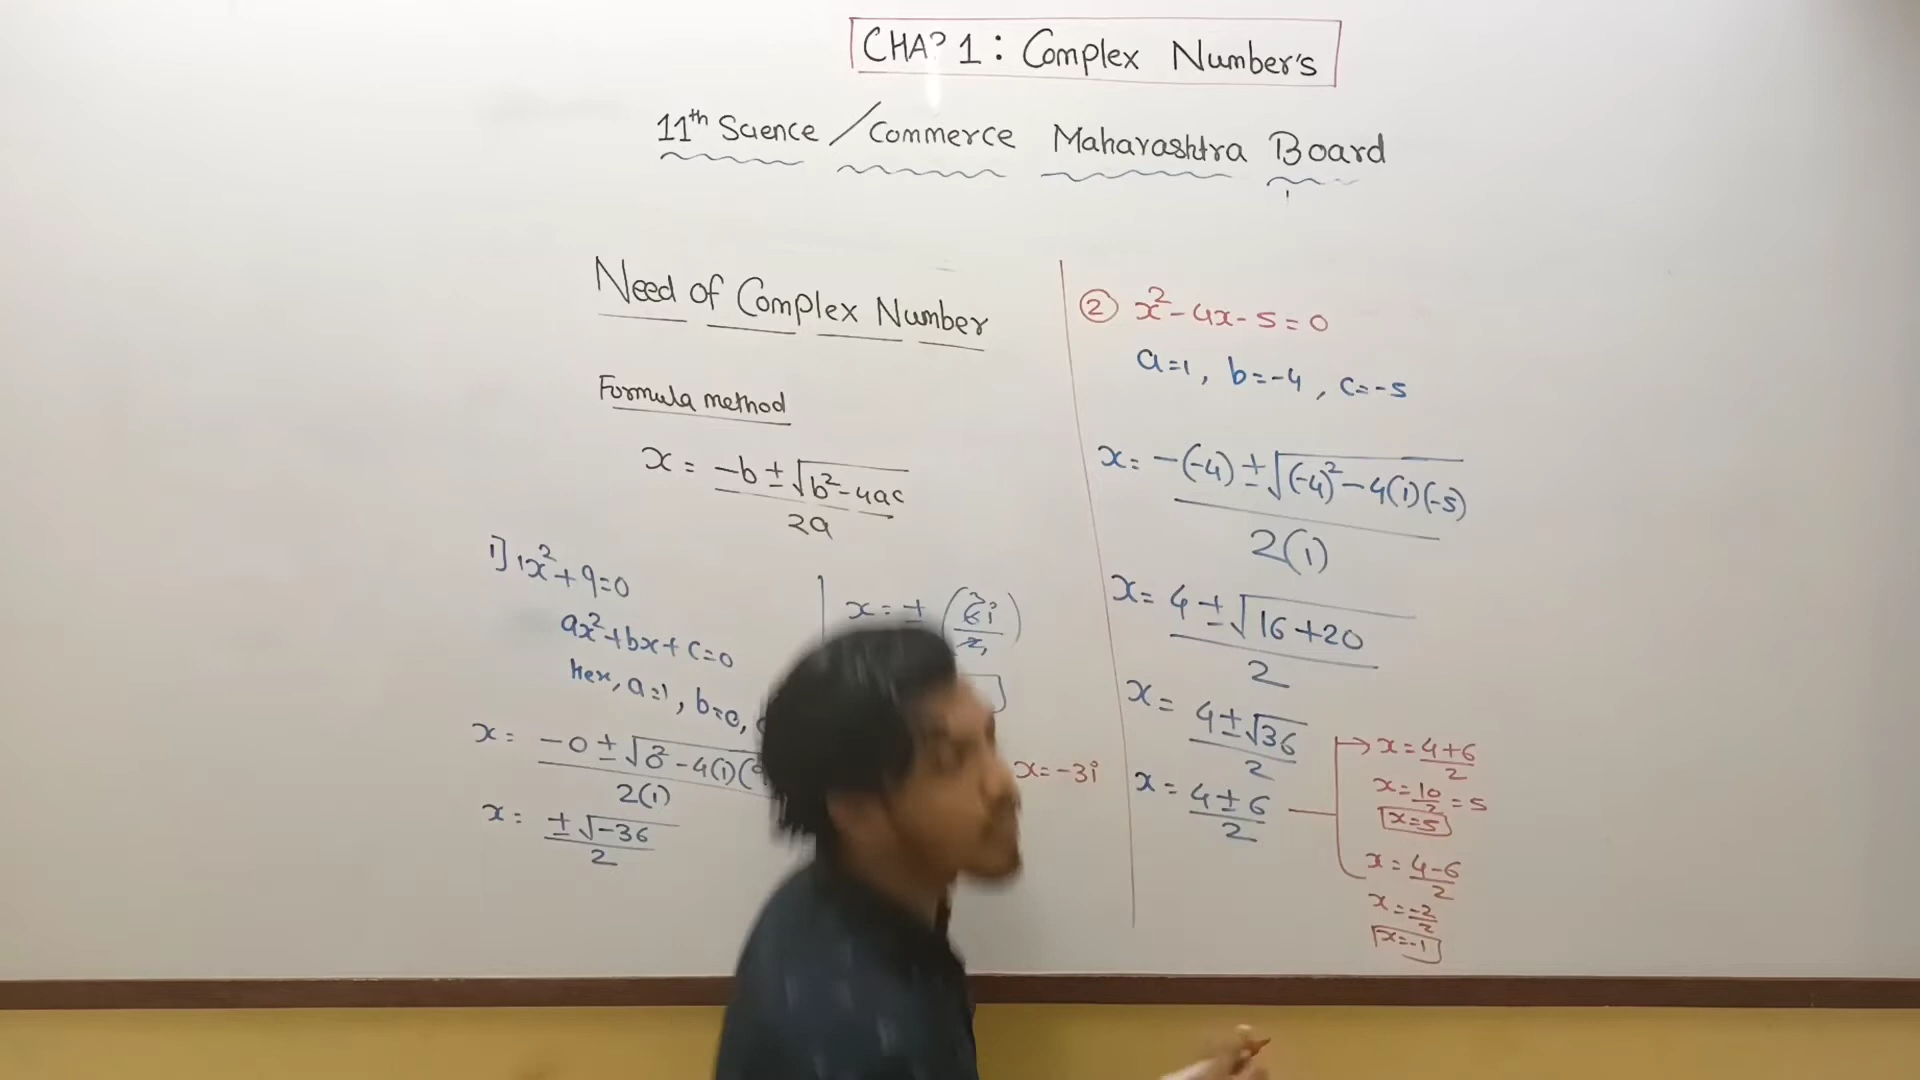 CHAP 1 : Complex Number's
11th Science / Commerce Maharashtra Board
Need of Complex Number
Formula method
x = -b ± √b² - 4ac
2a
1] 1x² + 9 = 0
ax² + bx + c = 0
Her, a=1, b=0,
x = -0 ± √0² - 4(1)(
2(1)
x = ± √-36
2
x = ± (6i/2) 3 1
x = -3i
② x² - 4x - 5 = 0
a=1, b=-4, c=-5
x = -(-4) ± √(-4)² - 4(1)(-5)
2(1)
x = 4 ± √16 + 20
2
x = 4 ± √36
2
x = 4 ± 6
2
x = 4+6
2
x = 10/2 = 5
x=5
x = 4-6
2
x = -2
2
x=-1